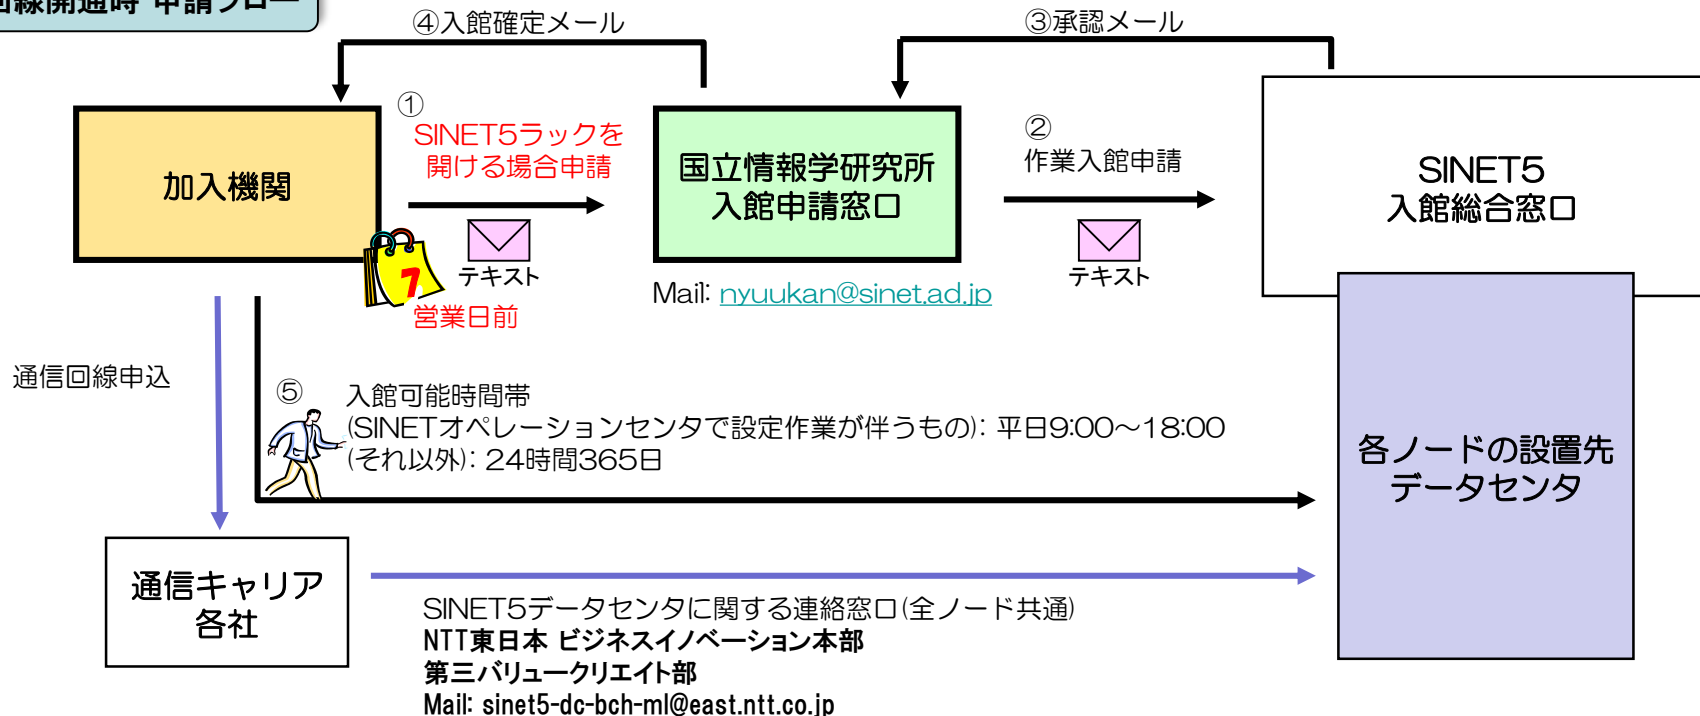 回線開通時 申請フロー
④入館確定メール
③承認メール
①
SINET5ラックを
開ける場合申請
加入機関
国立情報学研究所
入館申請窓口
②
作業入館申請
SINET5
入館総合窓口
テキスト
テキスト
7
営業日前
Mail: nyuukan@sinet.ad.jp
通信回線申込
⑤
入館可能時間帯
(SINETオペレーションセンタで設定作業が伴うもの): 平日9:00～18:00
(それ以外): 24時間365日
各ノードの設置先
データセンタ
通信キャリア
各社
SINET5データセンタに関する連絡窓口(全ノード共通)
NTT東日本 ビジネスイノベーション本部
第三バリュークリエイト部
Mail: sinet5-dc-bch-ml@east.ntt.co.jp